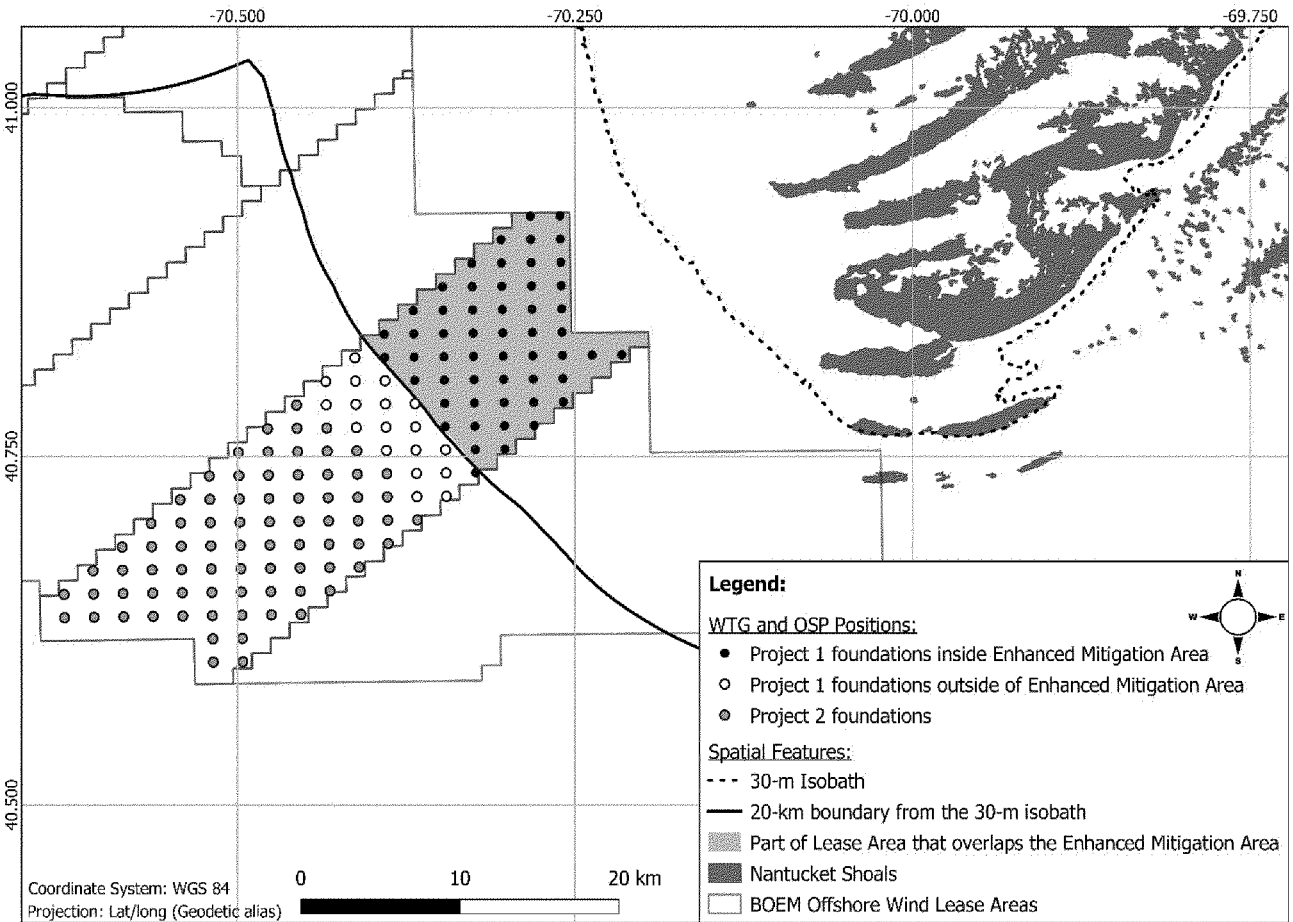 -70.500 -70.250 -70.000 -69.750
41.000
40.750
40.500
Legend:
WTG and OSP Positions:
Project 1 foundations inside Enhanced Mitigation Area
Project 1 foundations outside of Enhanced Mitigation Area
Project 2 foundations
Spatial Features:
30-m Isobath
20-km boundary from the 30-m isobath
Part of Lease Area that overlaps the Enhanced Mitigation Area
Nantucket Shoals
BOEM Offshore Wind Lease Areas
N
W E
S
0 10 20 km
Coordinate System: WGS 84
Projection: Lat/long (Geodetic alias)